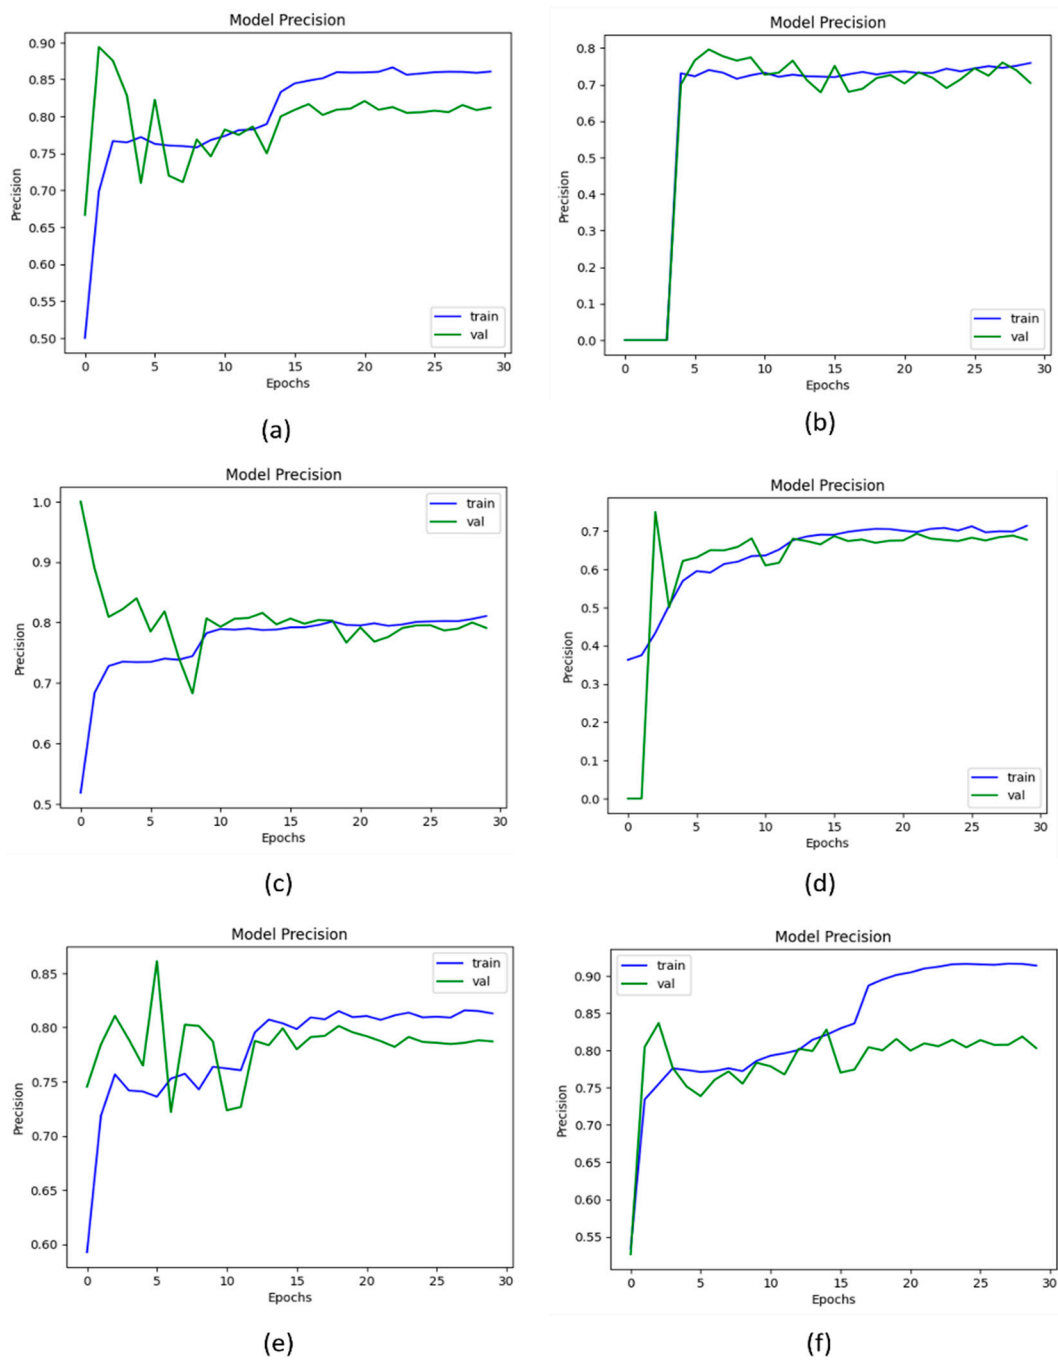 Model Precision
0.90
0.85
0.80
0.75
0.70
0.65
0.60
0.55
0.50
Precision
train
val
0 5 10 15 20 25 30
Epochs
(a)
Model Precision
0.8
0.7
0.6
0.5
0.4
0.3
0.2
0.1
0.0
Precision
train
val
0 5 10 15 20 25 30
Epochs
(b)
Model Precision
1.0
0.9
0.8
0.7
0.6
0.5
Precision
train
val
0 5 10 15 20 25 30
Epochs
(c)
Model Precision
0.7
0.6
0.5
0.4
0.3
0.2
0.1
0.0
Precision
train
val
0 5 10 15 20 25 30
Epochs
(d)
Model Precision
0.85
0.80
0.75
0.70
0.65
0.60
Precision
train
val
0 5 10 15 20 25 30
Epochs
(e)
Model Precision
0.90
0.85
0.80
0.75
0.70
0.65
0.60
0.55
Precision
train
val
0 5 10 15 20 25 30
Epochs
(f)